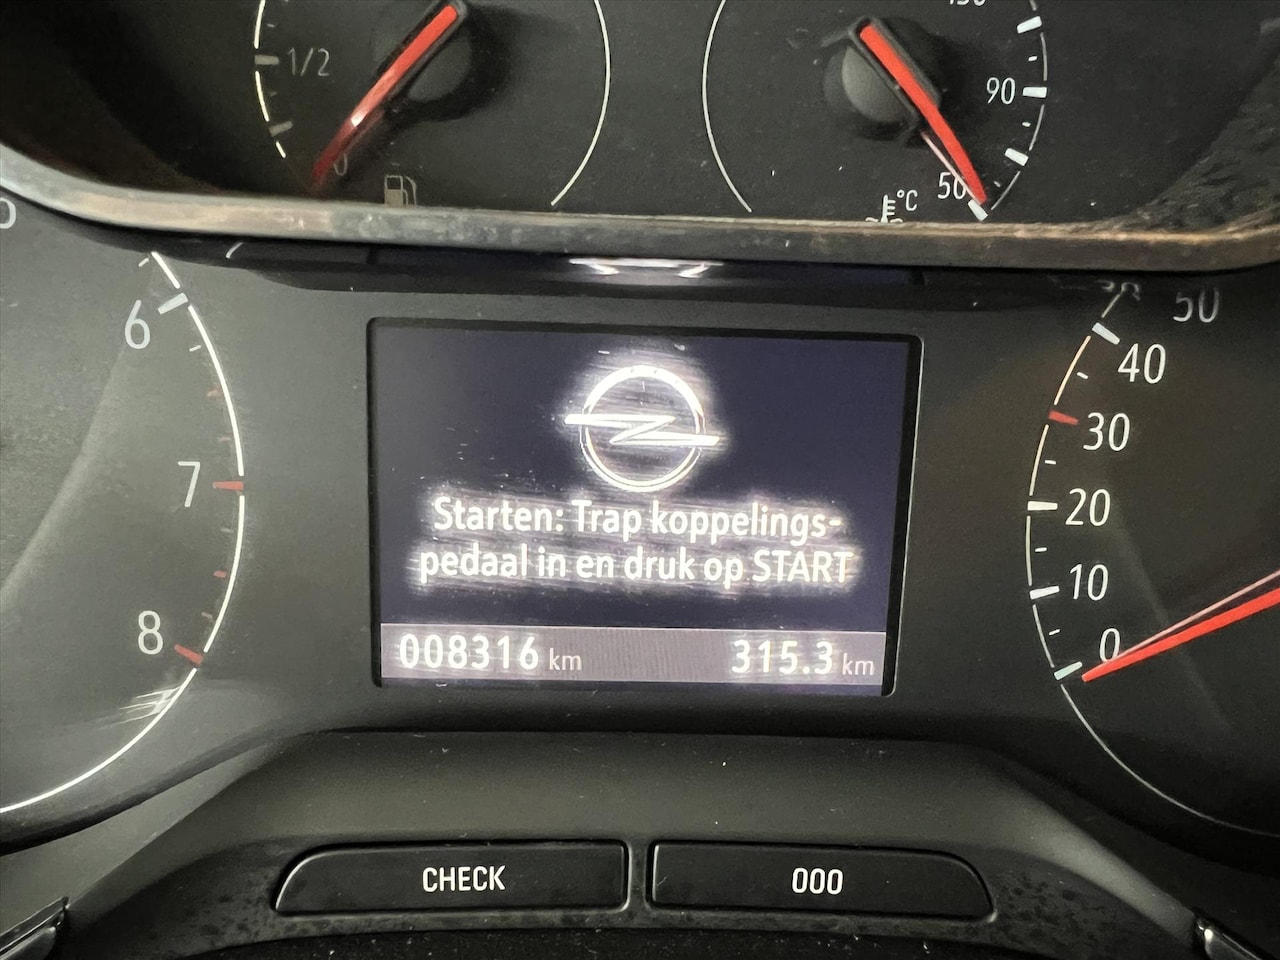 1/2
0
90
50
°C
6
7
8
50
40
30
20
10
0
Starten: Trap koppelings-
pedaal in en druk op START
008316 km
315.3 km
CHECK
000